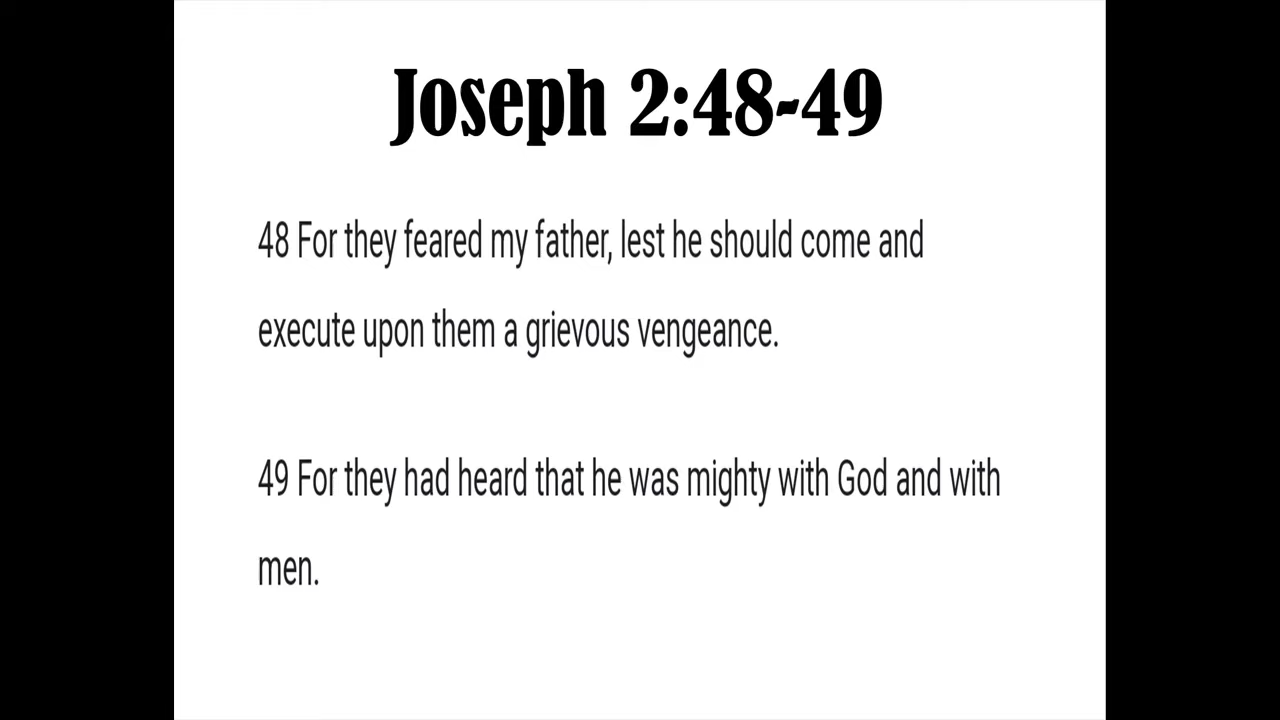 Joseph 2:48-49
48 For they feared my father, lest he should come and
execute upon them a grievous vengeance.
49 For they had heard that he was mighty with God and with
men.